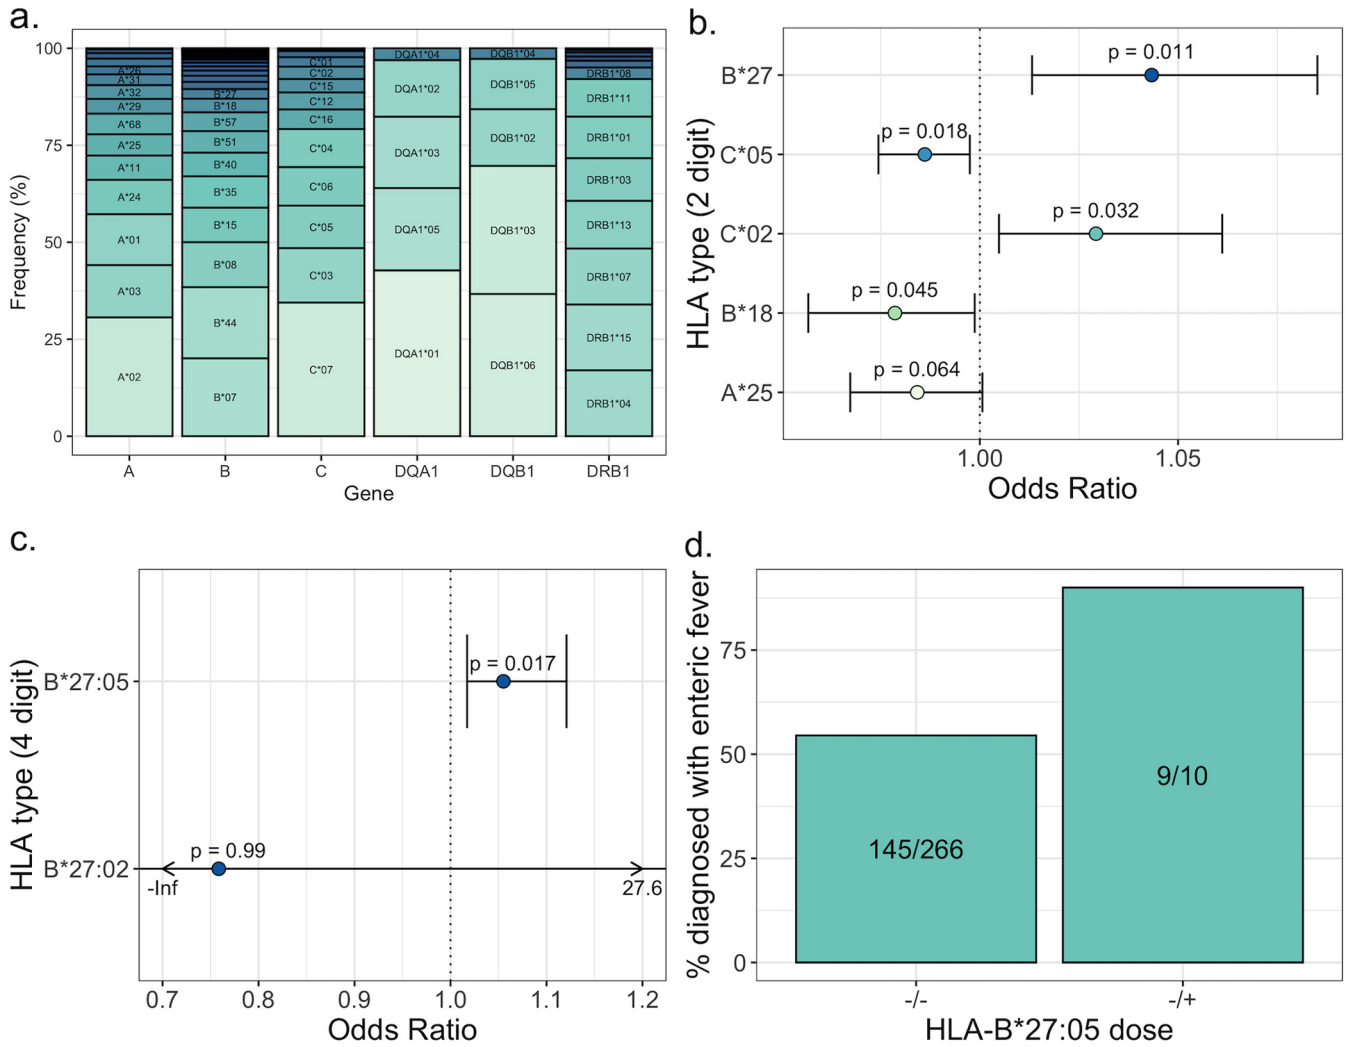 a.
Frequency (%)
100
75
50
25
0
A*26
A*31
A*32
A*29
A*68
A*25
A*11
A*24
A*01
A*03
A*02
B*27
B*18
B*57
B*51
B*40
B*35
B*15
B*08
B*44
B*07
C*01
C*02
C*15
C*12
C*16
C*04
C*06
C*05
C*03
C*07
DQA1*04
DQA1*02
DQA1*03
DQA1*05
DQA1*01
DQB1*04
DQB1*05
DQB1*02
DQB1*03
DQB1*06
DRB1*08
DRB1*11
DRB1*01
DRB1*03
DRB1*13
DRB1*07
DRB1*15
DRB1*04
A B C DQA1 DQB1 DRB1
Gene
b.
HLA type (2 digit)
B*27
p = 0.011
C*05
p = 0.018
C*02
p = 0.032
B*18
p = 0.045
A*25
p = 0.064
1.00 1.05
Odds Ratio
c.
HLA type (4 digit)
B*27:05
p = 0.017
B*27:02
p = 0.99
-Inf
27.6
0.7 0.8 0.9 1.0 1.1 1.2
Odds Ratio
d.
% diagnosed with enteric fever
75
50
25
0
145/266
9/10
-/- -/+
HLA-B*27:05 dose